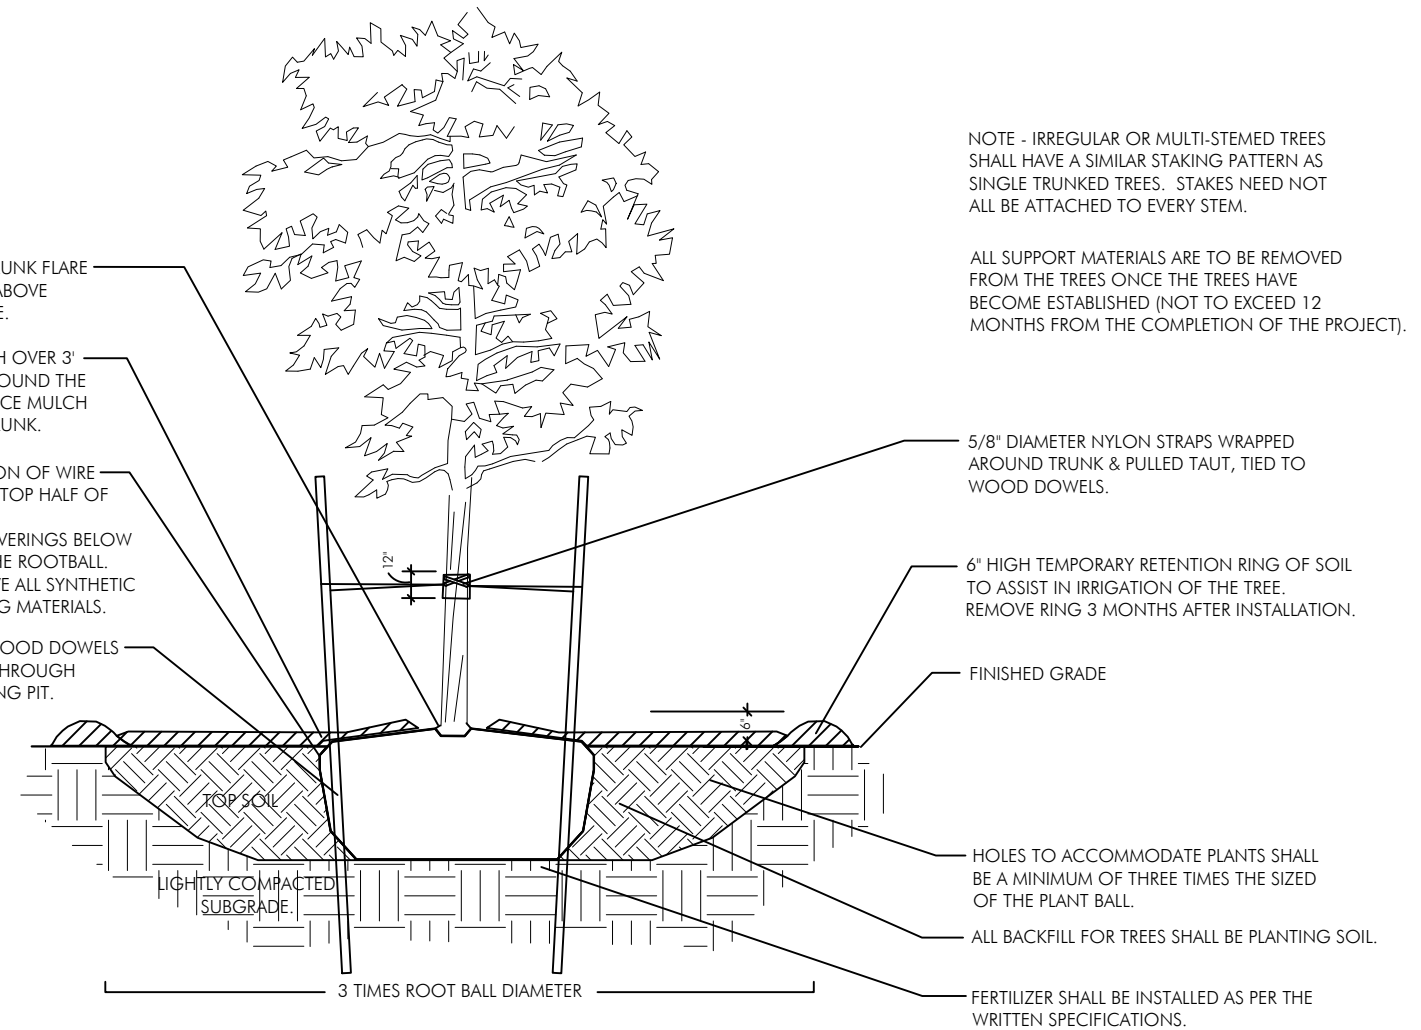 NOTE - IRREGULAR OR MULTI-STEMED TREES
SHALL HAVE A SIMILAR STAKING PATTERN AS
SINGLE TRUNKED TREES. STAKES NEED NOT
ALL BE ATTACHED TO EVERY STEM.
ALL SUPPORT MATERIALS ARE TO BE REMOVED
FROM THE TREES ONCE THE TREES HAVE
BECOME ESTABLISHED (NOT TO EXCEED 12
MONTHS FROM THE COMPLETION OF THE PROJECT).
UNK FLARE
ABOVE
E.
H OVER 3'
OUND THE
CE MULCH
UNK.
ON OF WIRE
TOP HALF OF
VERINGS BELOW
HE ROOTBALL.
VE ALL SYNTHETIC
G MATERIALS.
OOD DOWELS
THROUGH
NG PIT.
12"
5/8" DIAMETER NYLON STRAPS WRAPPED
AROUND TRUNK & PULLED TAUT, TIED TO
WOOD DOWELS.
6" HIGH TEMPORARY RETENTION RING OF SOIL
TO ASSIST IN IRRIGATION OF THE TREE.
REMOVE RING 3 MONTHS AFTER INSTALLATION.
FINISHED GRADE
6"
TOP SOIL
LIGHTLY COMPACTED
SUBGRADE.
HOLES TO ACCOMMODATE PLANTS SHALL
BE A MINIMUM OF THREE TIMES THE SIZED
OF THE PLANT BALL.
ALL BACKFILL FOR TREES SHALL BE PLANTING SOIL.
3 TIMES ROOT BALL DIAMETER
FERTILIZER SHALL BE INSTALLED AS PER THE
WRITTEN SPECIFICATIONS.